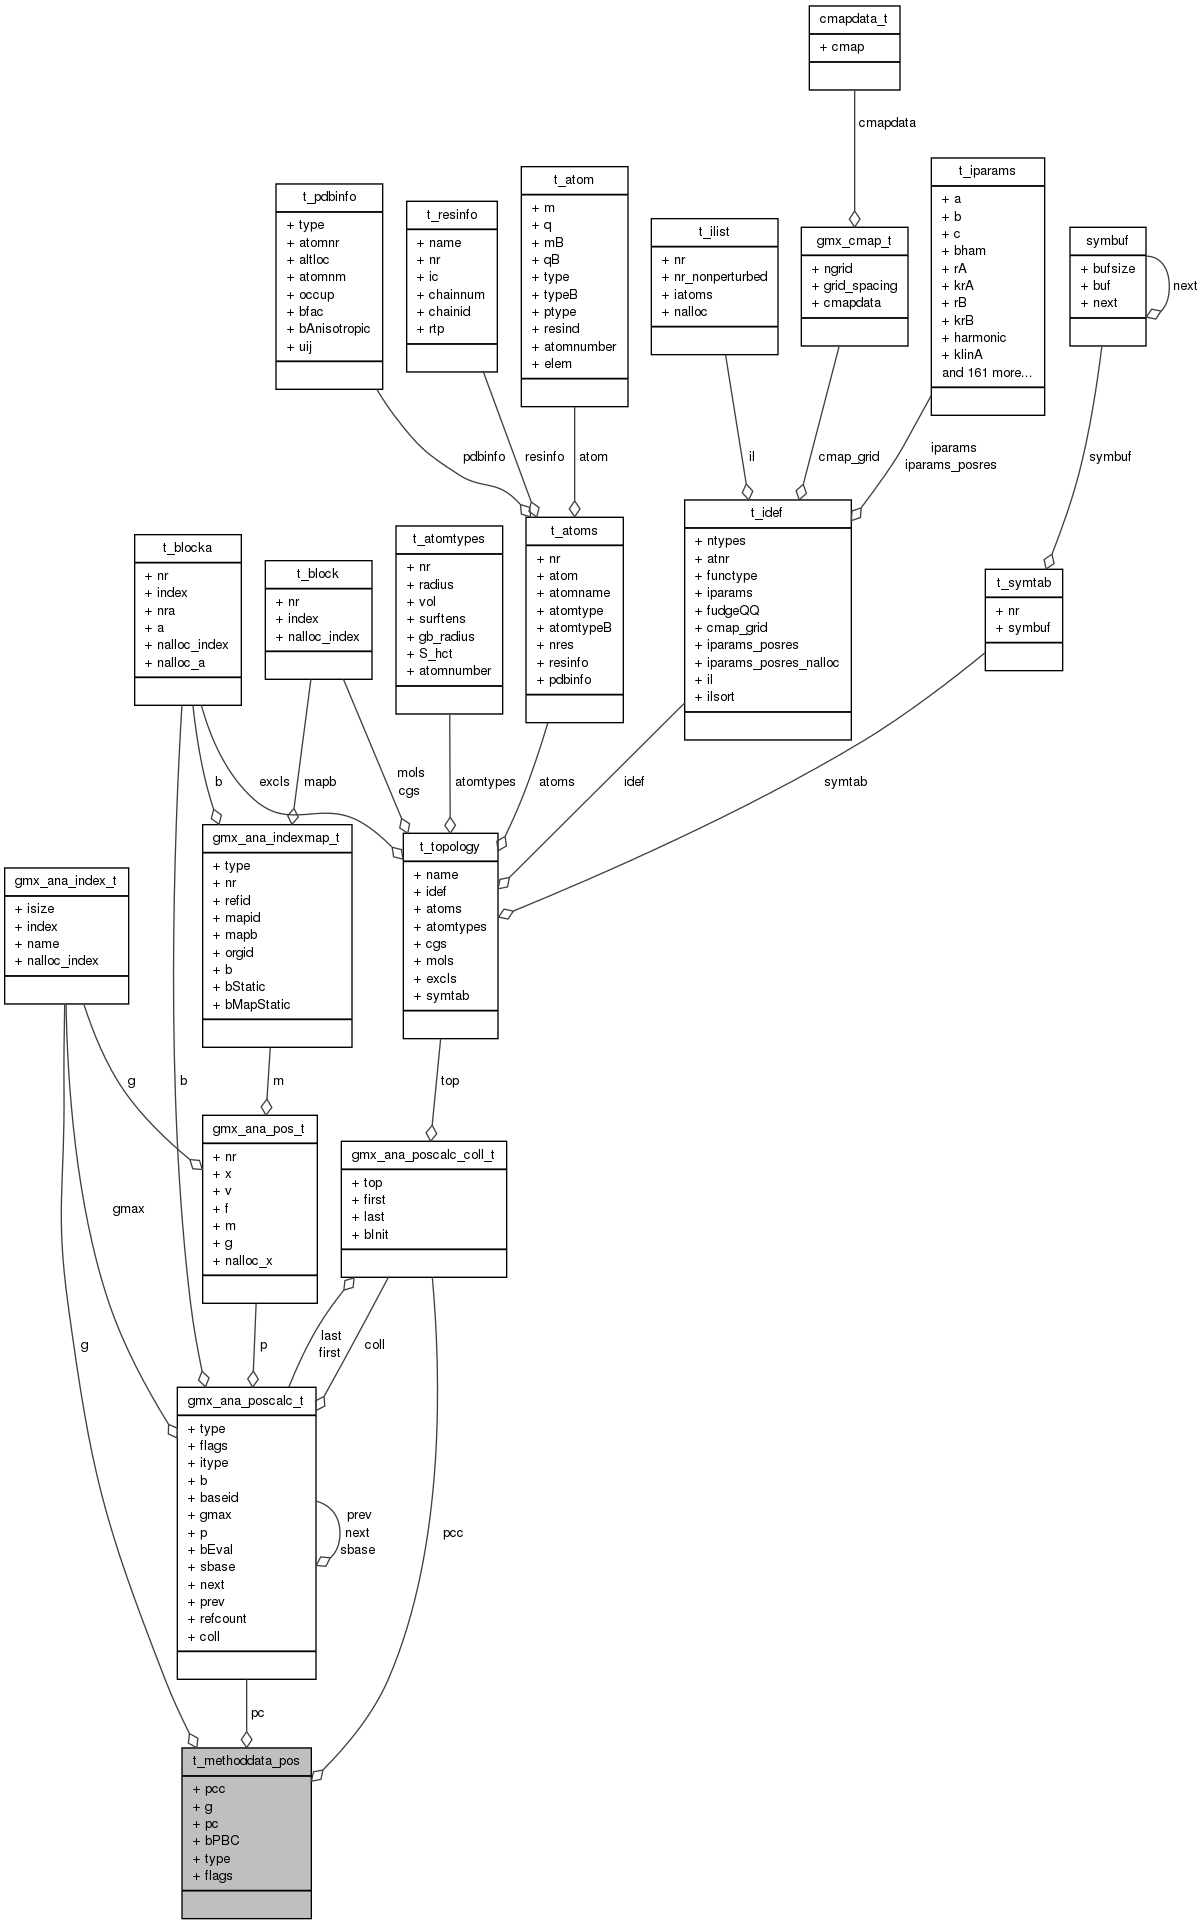 cmapdata_t
+ cmap
cmapdata
t_iparams
+ a
+ b
+ c
+ bham
+ rA
+ krA
+ rB
+ krB
+ harmonic
+ klinA
and 161 more...
t_atom
+ m
+ q
+ mB
+ qB
+ type
+ typeB
+ ptype
+ resind
+ atomnumber
+ elem
t_pdbinfo
+ type
+ atomnr
+ altloc
+ atomnm
+ occup
+ bfac
+ bAnisotropic
+ uij
t_resinfo
+ name
+ nr
+ ic
+ chainnum
+ chainid
+ rtp
t_ilist
+ nr
+ nr_nonperturbed
+ iatoms
+ nalloc
gmx_cmap_t
+ ngrid
+ grid_spacing
+ cmapdata
symbuf
+ bufsize
+ buf
+ next
next
pdbinfo
resinfo
atom
il
cmap_grid
iparams
iparams_posres
symbuf
t_idef
+ ntypes
+ atnr
+ functype
+ iparams
+ fudgeQQ
+ cmap_grid
+ iparams_posres
+ iparams_posres_nalloc
+ il
+ ilsort
t_atoms
+ nr
+ atom
+ atomname
+ atomtype
+ atomtypeB
+ nres
+ resinfo
+ pdbinfo
t_atomtypes
+ nr
+ radius
+ vol
+ surftens
+ gb_radius
+ S_hct
+ atomnumber
t_blocka
+ nr
+ index
+ nra
+ a
+ nalloc_index
+ nalloc_a
t_block
+ nr
+ index
+ nalloc_index
t_symtab
+ nr
+ symbuf
b
excls
mapb
mols
cgs
atomtypes
atoms
idef
symtab
gmx_ana_indexmap_t
+ type
+ nr
+ refid
+ mapid
+ mapb
+ orgid
+ b
+ bStatic
+ bMapStatic
t_topology
+ name
+ idef
+ atoms
+ atomtypes
+ cgs
+ mols
+ excls
+ symtab
gmx_ana_index_t
+ isize
+ index
+ name
+ nalloc_index
g
b
m
top
gmx_ana_pos_t
+ nr
+ x
+ v
+ f
+ m
+ g
+ nalloc_x
gmx_ana_poscalc_coll_t
+ top
+ first
+ last
+ bInit
gmax
g
p
last
first
coll
gmx_ana_poscalc_t
+ type
+ flags
+ itype
+ b
+ baseid
+ gmax
+ p
+ bEval
+ sbase
+ next
+ prev
+ refcount
+ coll
prev
next
sbase
pcc
pc
t_methoddata_pos
+ pcc
+ g
+ pc
+ bPBC
+ type
+ flags